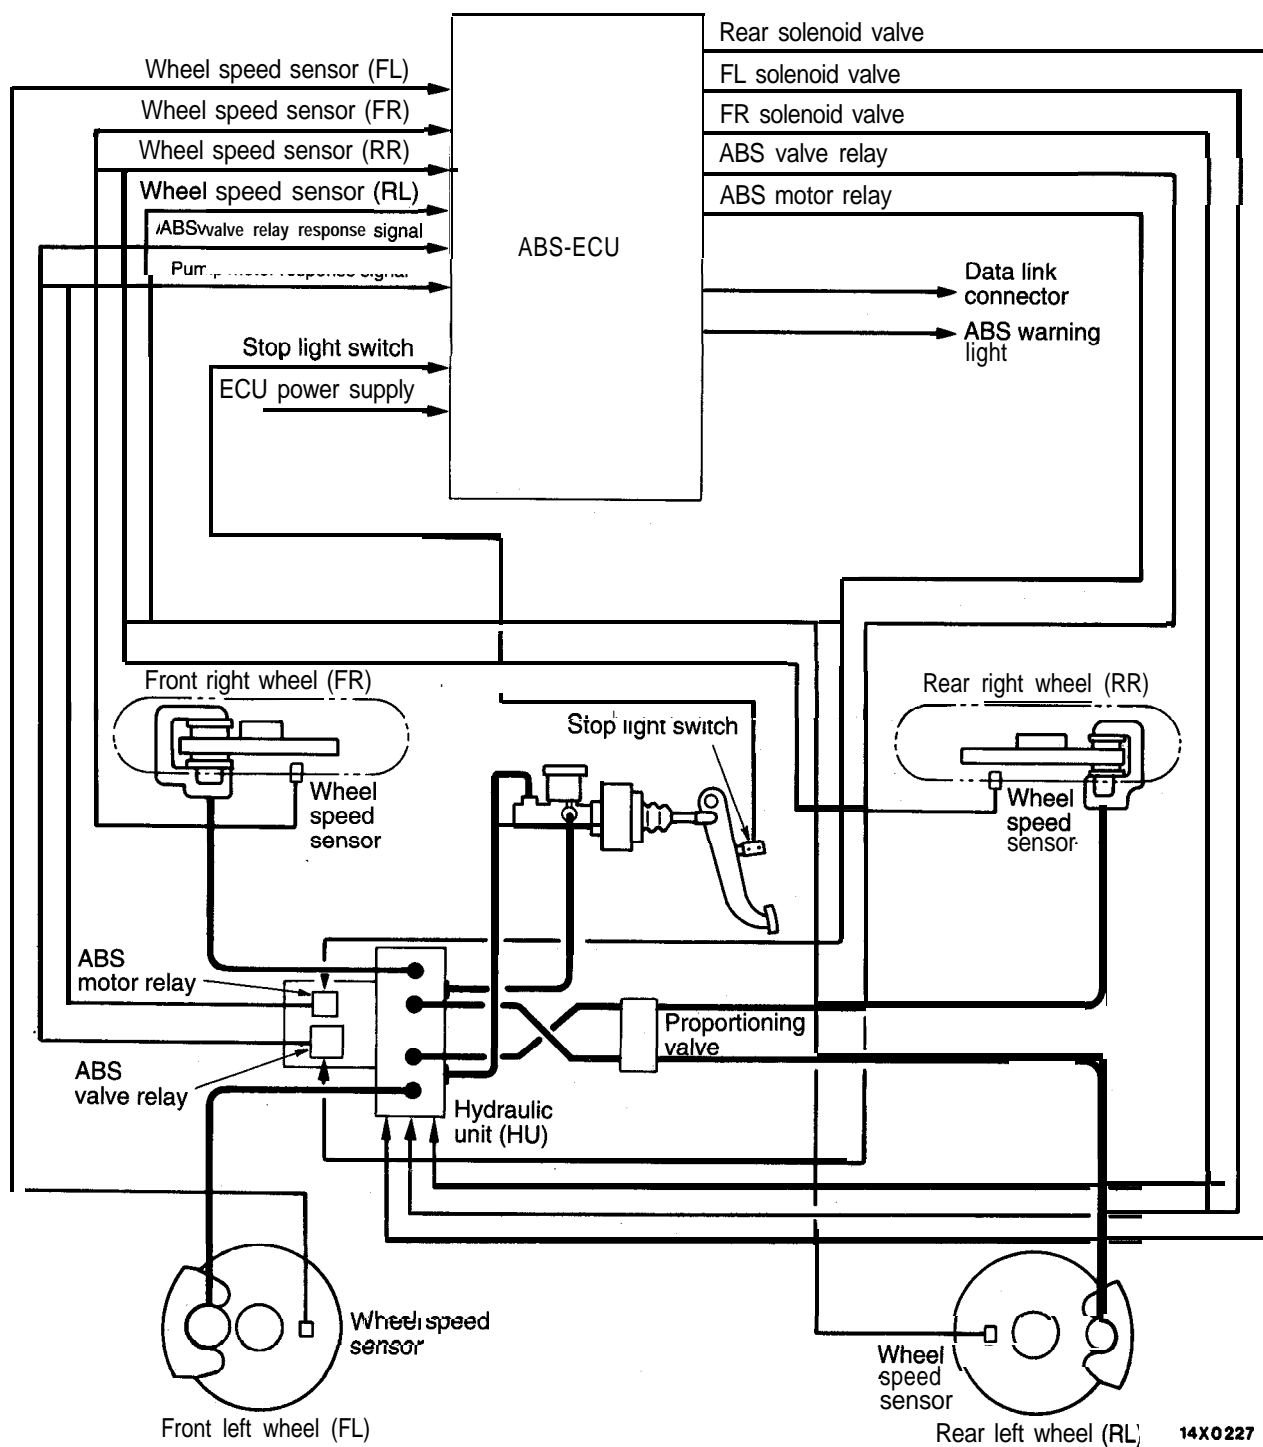 Rear solenoid valve
Wheel speed sensor (FL)
FL solenoid valve
Wheel speed sensor (FR)
FR solenoid valve
Wheel speed sensor (RR)
ABS valve relay
Wheel speed sensor (RL)
ABS motor relay
ABS valve relay response signal
ABS-ECU
Pump motor response signal
Data link
connector
Stop light switch
ABS warning
light
ECU power supply
Front right wheel (FR)
Rear right wheel (RR)
Stop light switch
Wheel
speed
sensor
Wheel
speed
sensor
ABS
motor relay
Proportioning
valve
ABS
valve relay
Hydraulic
unit (HU)
Wheel speed
sensor
Wheel
speed
sensor
Front left wheel (FL)
Rear left wheel (RL)
14X0227